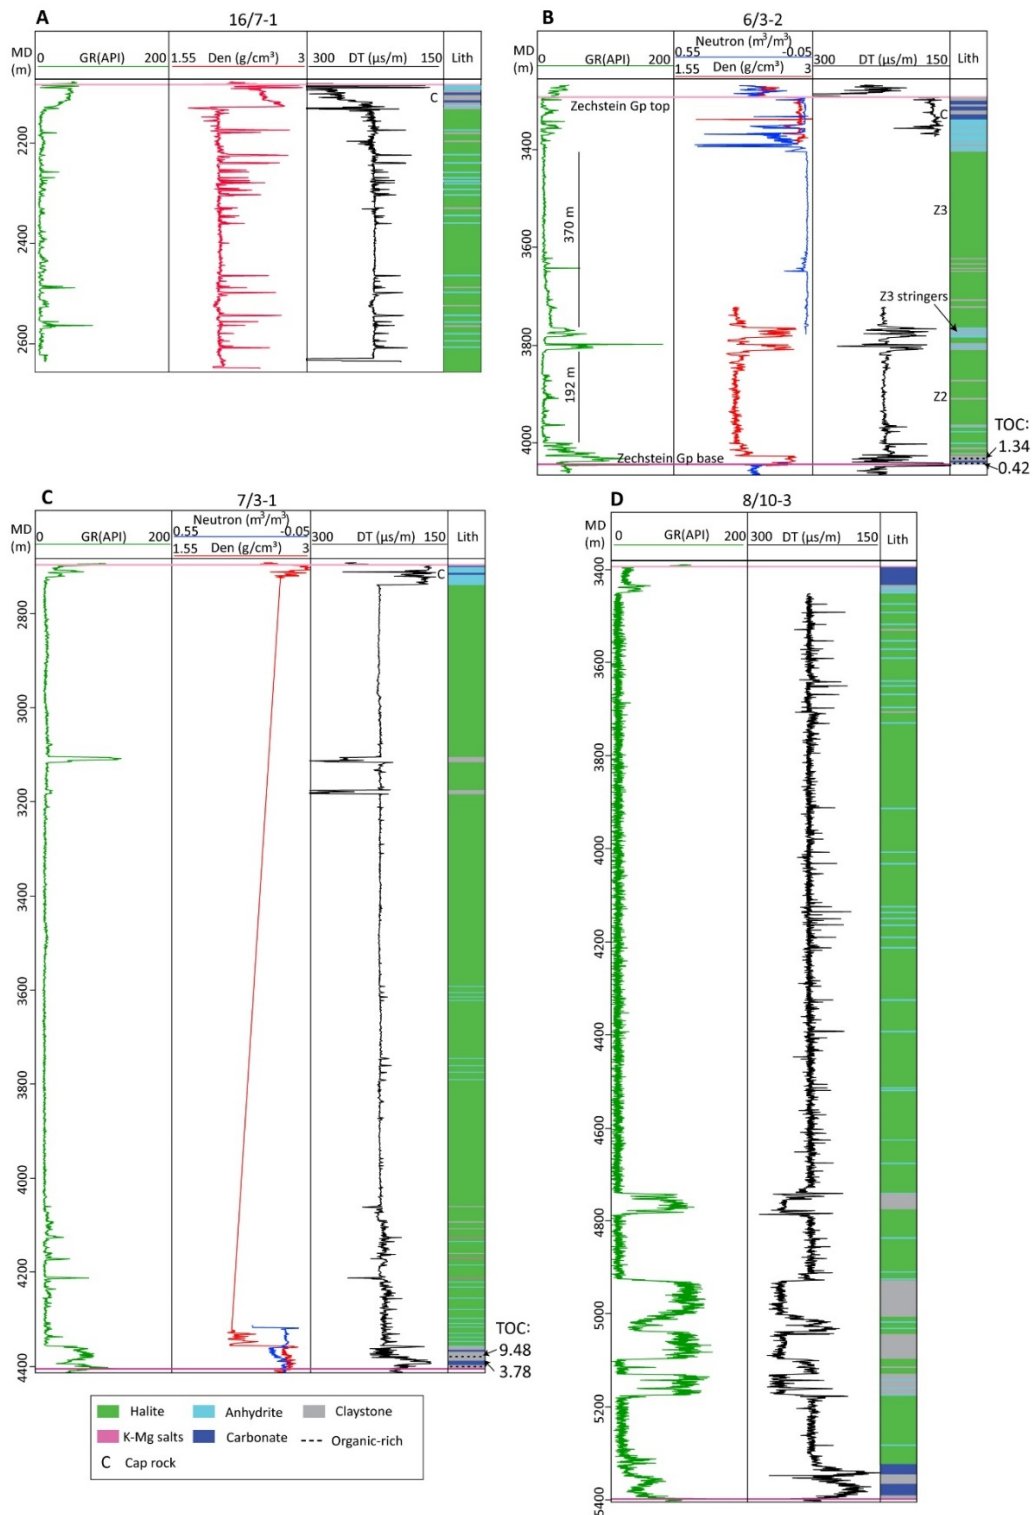 A
16/7-1
MD
(m)
0 GR(API) 200
1.55 Den (g/cm³) 3
300 DT (µs/m) 150
Lith
C
2200
2400
2600
B
6/3-2
MD
(m)
0 GR(API) 200
Neutron (m³/m³)
0.55 -0.05
1.55 Den (g/cm³) 3
300 DT (µs/m) 150
Lith
Zechstein Gp top
C
3400
370 m
Z3
3600
Z3 stringers
3800
192 m
Z2
4000
TOC:
1.34
Zechstein Gp base
0.42
C
7/3-1
MD
(m)
0 GR(API) 200
Neutron (m³/m³)
0.55 -0.05
1.55 Den (g/cm³) 3
300 DT (µs/m) 150
Lith
C
2800
3000
3200
3400
3600
3800
4000
4200
4400
TOC:
9.48
3.78
D
8/10-3
MD
(m)
0 GR(API) 200
300 DT (µs/m) 150
Lith
3400
3600
3800
4000
4200
4400
4600
4800
5000
5200
5400
Halite Anhydrite Claystone
K-Mg salts Carbonate Organic-rich
C Cap rock